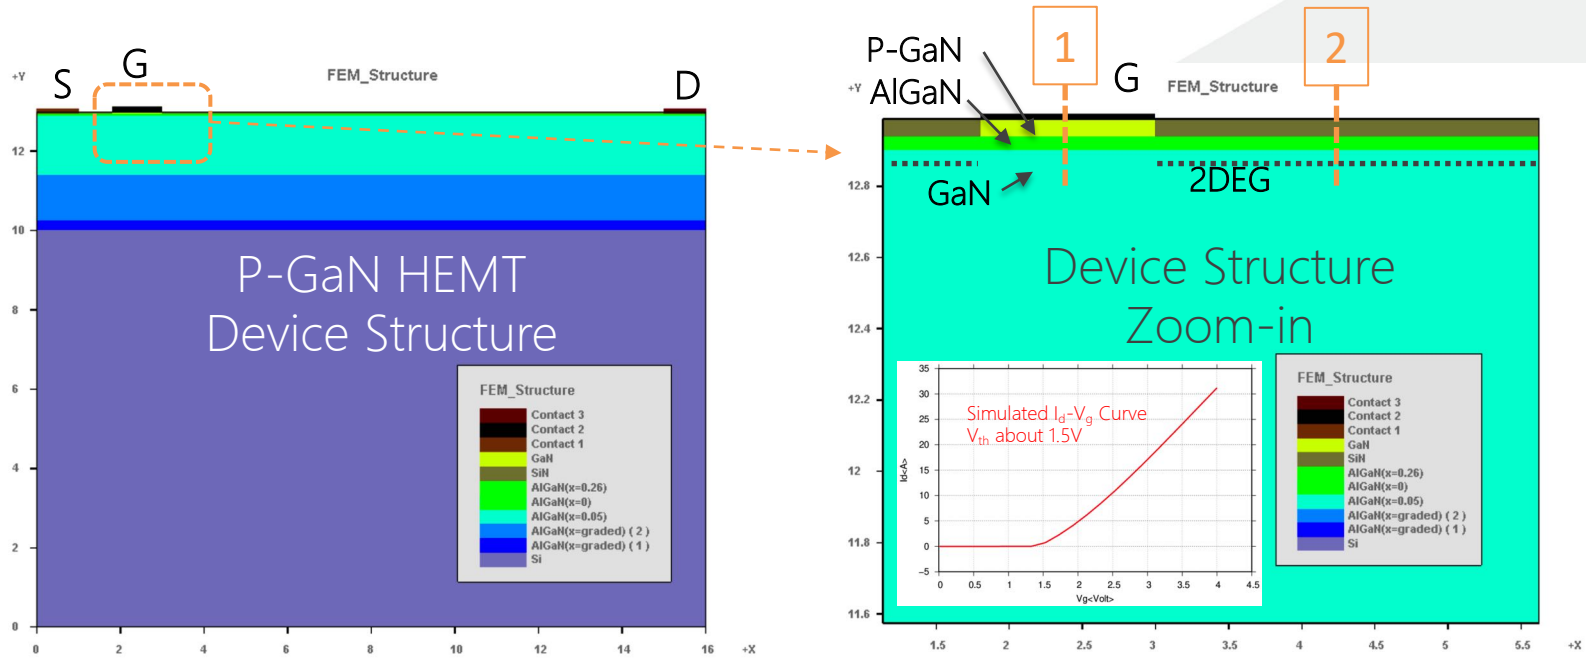 S
G
D
+Y
FEM_Structure
12
10
8
6
4
2
0
P-GaN HEMT
Device Structure
FEM_Structure
Contact 3
Contact 2
Contact 1
GaN
SiN
AlGaN(x=0.26)
AlGaN(x=0)
AlGaN(x=0.05)
AlGaN(x=graded) ( 2 )
AlGaN(x=graded) ( 1 )
Si
0 2 4 6 8 10 12 14 16 +X
1
2
P-GaN
AlGaN
G
+Y
FEM_Structure
GaN
2DEG
12.8
12.6
12.4
12.2
12
11.8
11.6
Device Structure
Zoom-in
35
30
25
20
15
10
5
0
-5
Id<A>
Simulated Id-Vg Curve
Vth about 1.5V
0 0.5 1 1.5 2 2.5 3 3.5 4 4.5
Vg<Volt>
FEM_Structure
Contact 3
Contact 2
Contact 1
GaN
SiN
AlGaN(x=0.26)
AlGaN(x=0)
AlGaN(x=0.05)
AlGaN(x=graded) ( 2 )
AlGaN(x=graded) ( 1 )
Si
1.5 2 2.5 3 3.5 4 4.5 5 5.5 +X